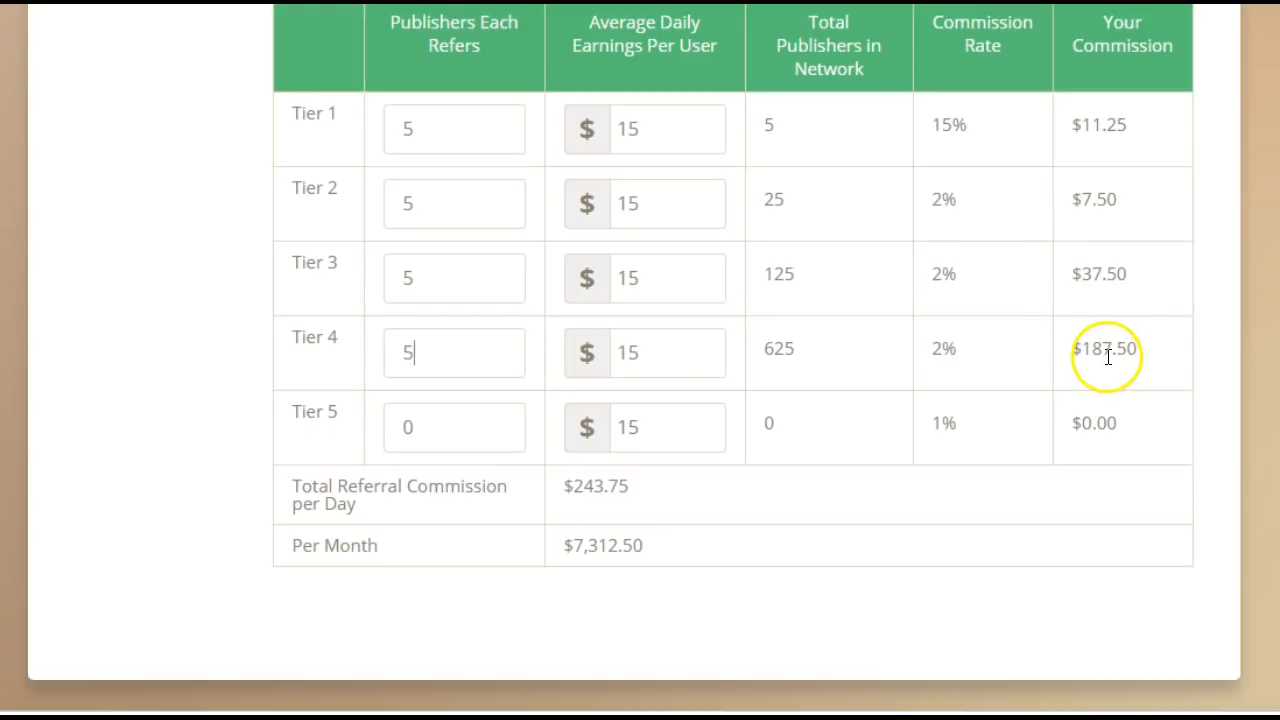 Publishers Each
Refers
Average Daily
Earnings Per User
Total
Publishers in
Network
Commission
Rate
Your
Commission
Tier 1
5
$ 15
5
15%
$11.25
Tier 2
5
$ 15
25
2%
$7.50
Tier 3
5
$ 15
125
2%
$37.50
Tier 4
5
$ 15
625
2%
$187.50
Tier 5
0
$ 15
0
1%
$0.00
Total Referral Commission
per Day
$243.75
Per Month
$7,312.50